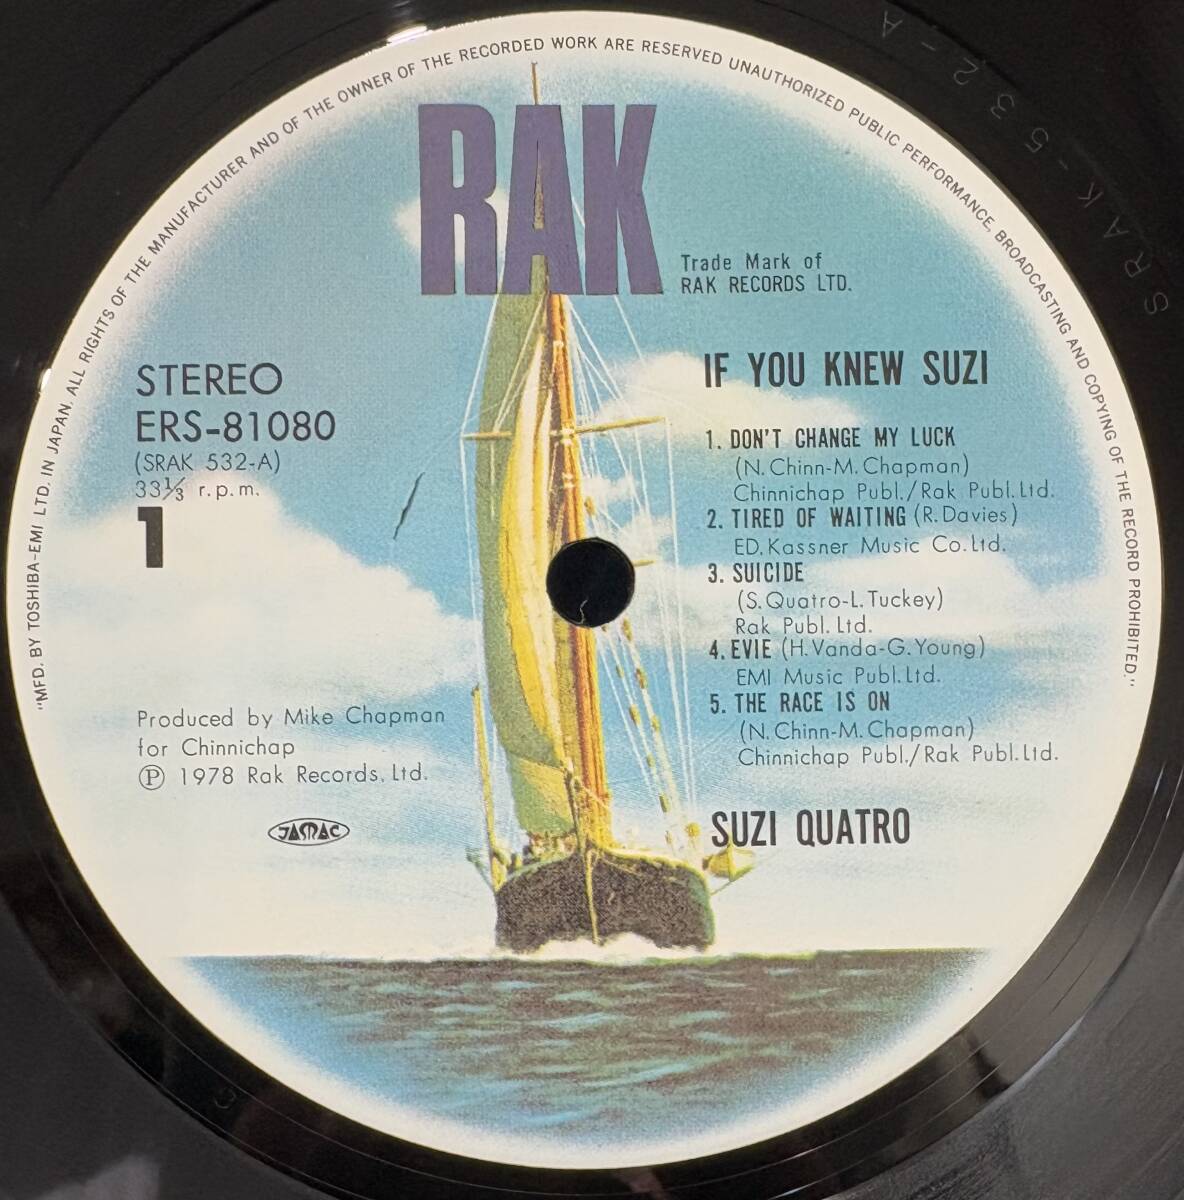 "MFD. BY TOSHIBA-EMI LTD. IN JAPAN. ALL RIGHTS OF THE MANUFACTURER AND OF THE OWNER OF THE RECORDED WORK ARE RESERVED UNAUTHORIZED PUBLIC PERFORMANCE, BROADCASTING AND COPYING OF THE RECORD PROHIBITED."
SRAK-532-A
RAK
Trade Mark of
RAK RECORDS LTD.
STEREO
ERS-81080
(SRAK 532-A)
33⅓ r.p.m.
1
IF YOU KNEW SUZI
1. DON'T CHANGE MY LUCK
(N. Chinn-M. Chapman)
Chinnichap Publ./Rak Publ. Ltd.
2. TIRED OF WAITING (R. Davies)
ED. Kassner Music Co. Ltd.
3. SUICIDE
(S. Quatro-L. Tuckey)
Rak Publ. Ltd.
4. EVIE (H. Vanda-G. Young)
EMI Music Publ. Ltd.
5. THE RACE IS ON
(N. Chinn-M. Chapman)
Chinnichap Publ./Rak Publ. Ltd.
Produced by Mike Chapman
for Chinnichap
℗ 1978 Rak Records, Ltd.
JASRAC
SUZI QUATRO